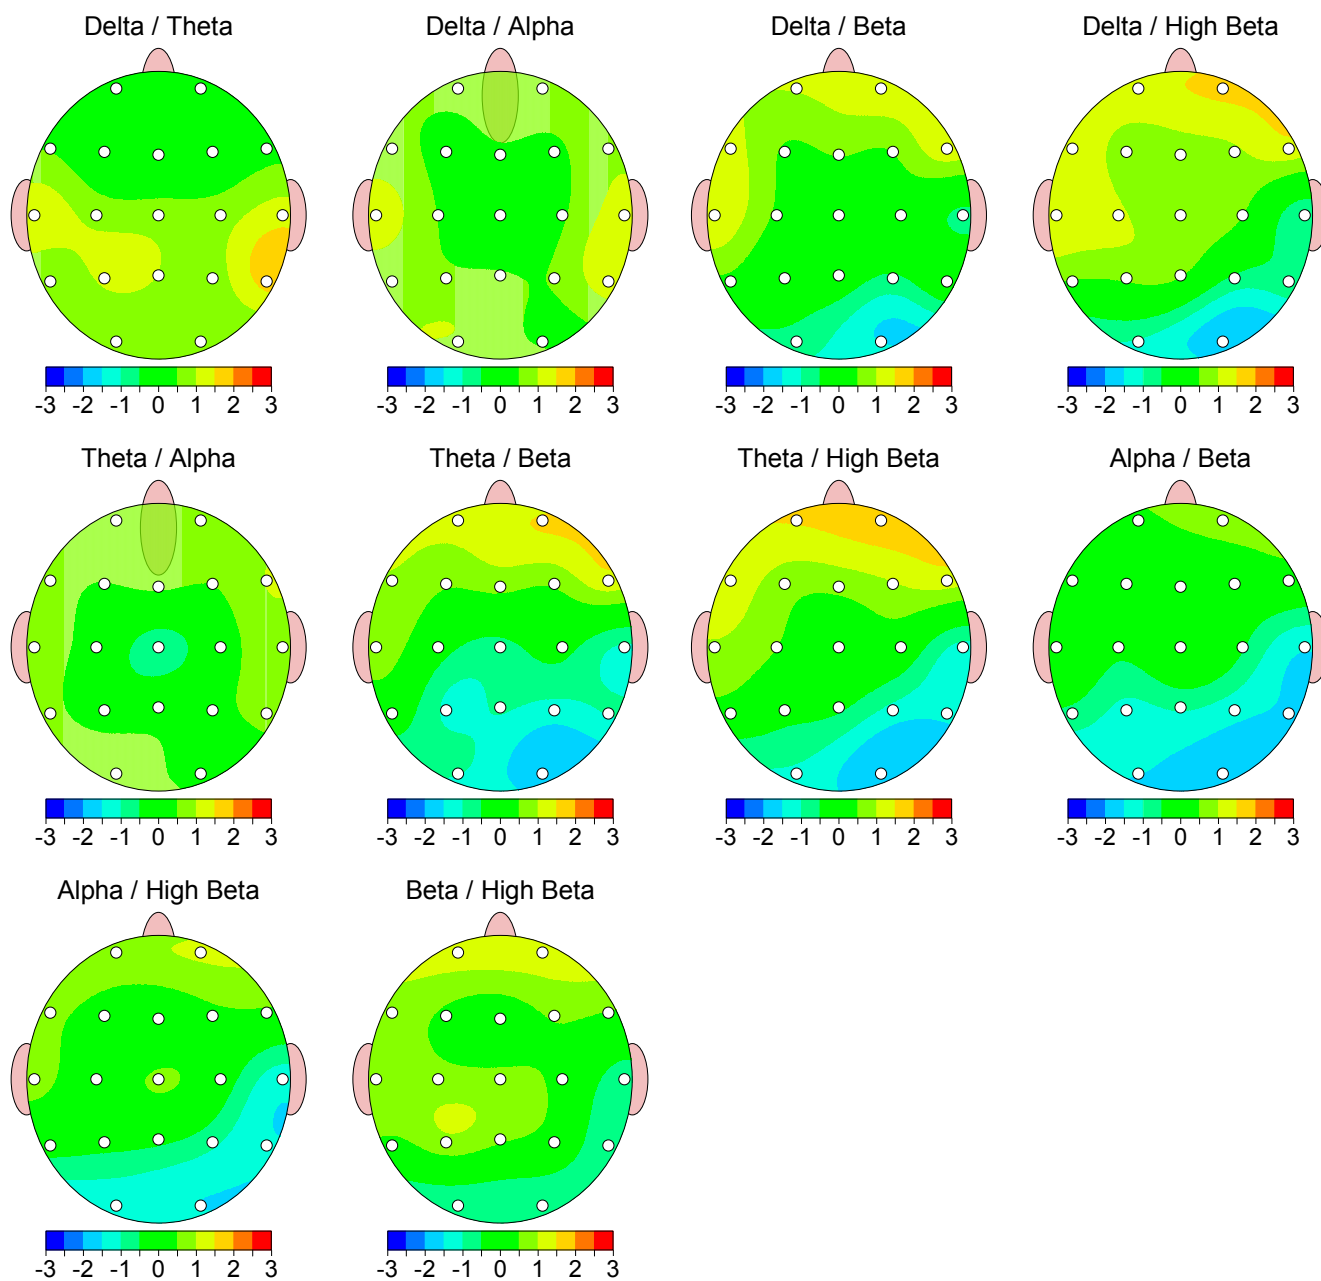 Delta / Theta
Delta / Alpha
Delta / Beta
Delta / High Beta
-3 -2 -1 0 1 2 3
-3 -2 -1 0 1 2 3
-3 -2 -1 0 1 2 3
-3 -2 -1 0 1 2 3
Theta / Alpha
Theta / Beta
Theta / High Beta
Alpha / Beta
-3 -2 -1 0 1 2 3
-3 -2 -1 0 1 2 3
-3 -2 -1 0 1 2 3
-3 -2 -1 0 1 2 3
Alpha / High Beta
Beta / High Beta
-3 -2 -1 0 1 2 3
-3 -2 -1 0 1 2 3